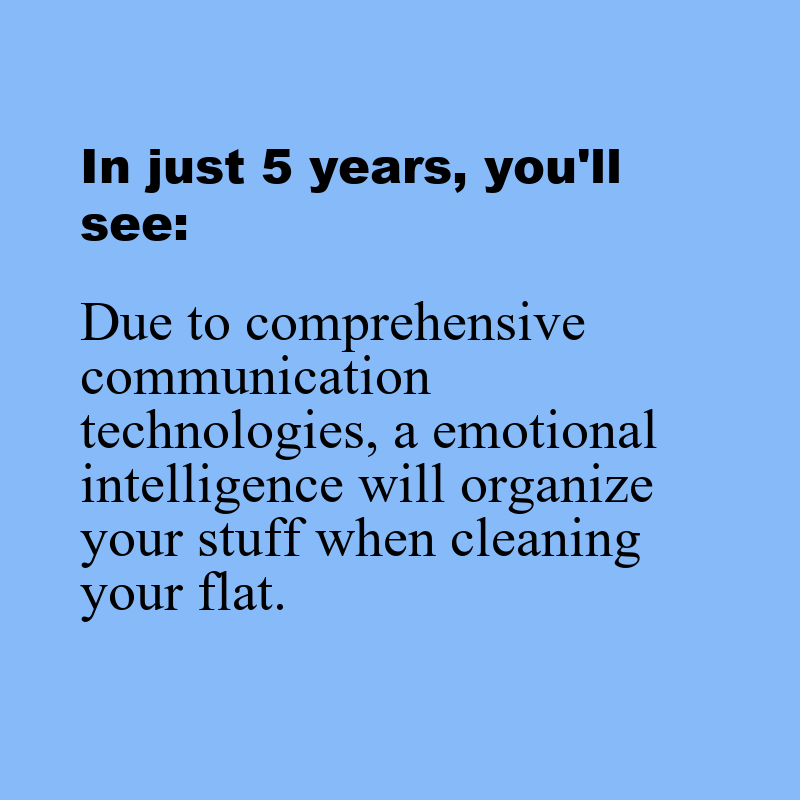 In just 5 years, you'll
see:
Due to comprehensive
communication
technologies, a emotional
intelligence will organize
your stuff when cleaning
your flat.